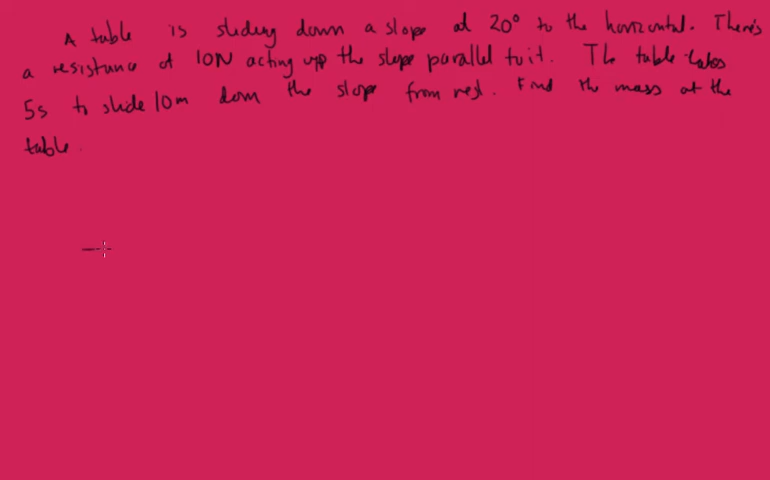 A table is sliding down a slope at 20° to the horizontal. There's
a resistance of 10N acting up the slope parallel to it. The table takes
5s to slide 10m down the slope from rest. Find the mass of the
table.